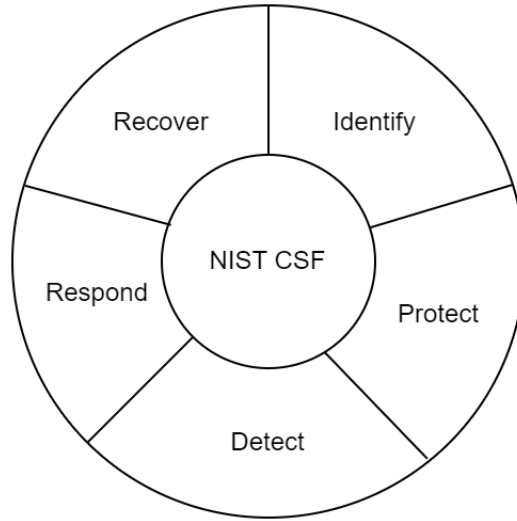 Recover
Identify
NIST CSF
Respond
Protect
Detect